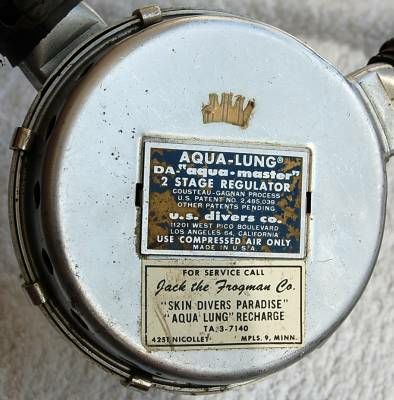 AQUA-LUNG®
DA-"aqua·master"
2 STAGE REGULATOR
COUSTEAU-GAGNAN PROCESS
U.S. PATENT NO. 2,485,039
OTHER PATENTS PENDING
u.s. divers co.
11201 WEST PICO BOULEVARD
LOS ANGELES 64, CALIFORNIA
USE COMPRESSED AIR ONLY
MADE IN U.S.A.
FOR SERVICE CALL
Jack the Frogman Co.
"SKIN DIVERS PARADISE"
"AQUA LUNG" RECHARGE
TA. 3-7140
4251 NICOLLET MPLS. 9, MINN.